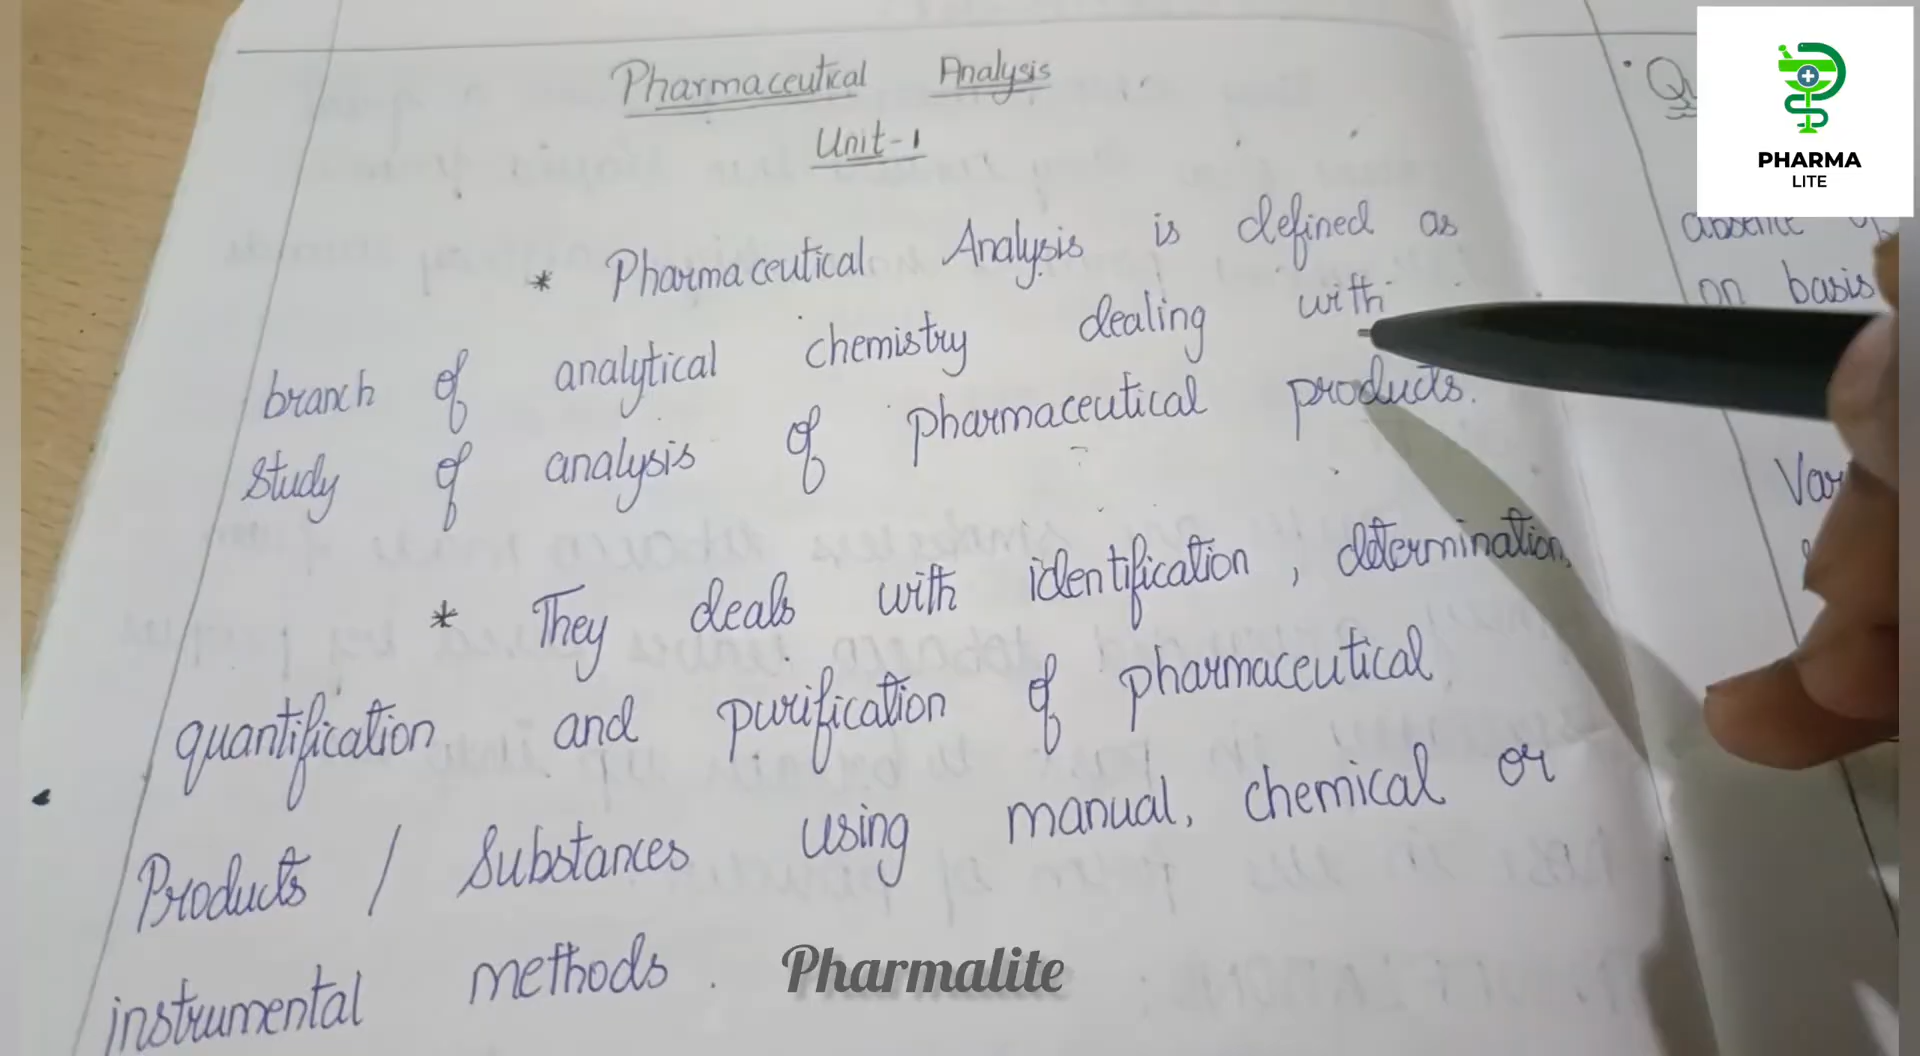 Pharmaceutical Analysis
Unit-1
* Pharmaceutical Analysis is defined as
branch of analytical chemistry dealing with
study of analysis of pharmaceutical products.
* They deals with identification, determination,
quantification and purification of pharmaceutical
Products / Substances using manual, chemical or
instrumental methods.
Pharmalite
PHARMA
LITE
absence
on basis